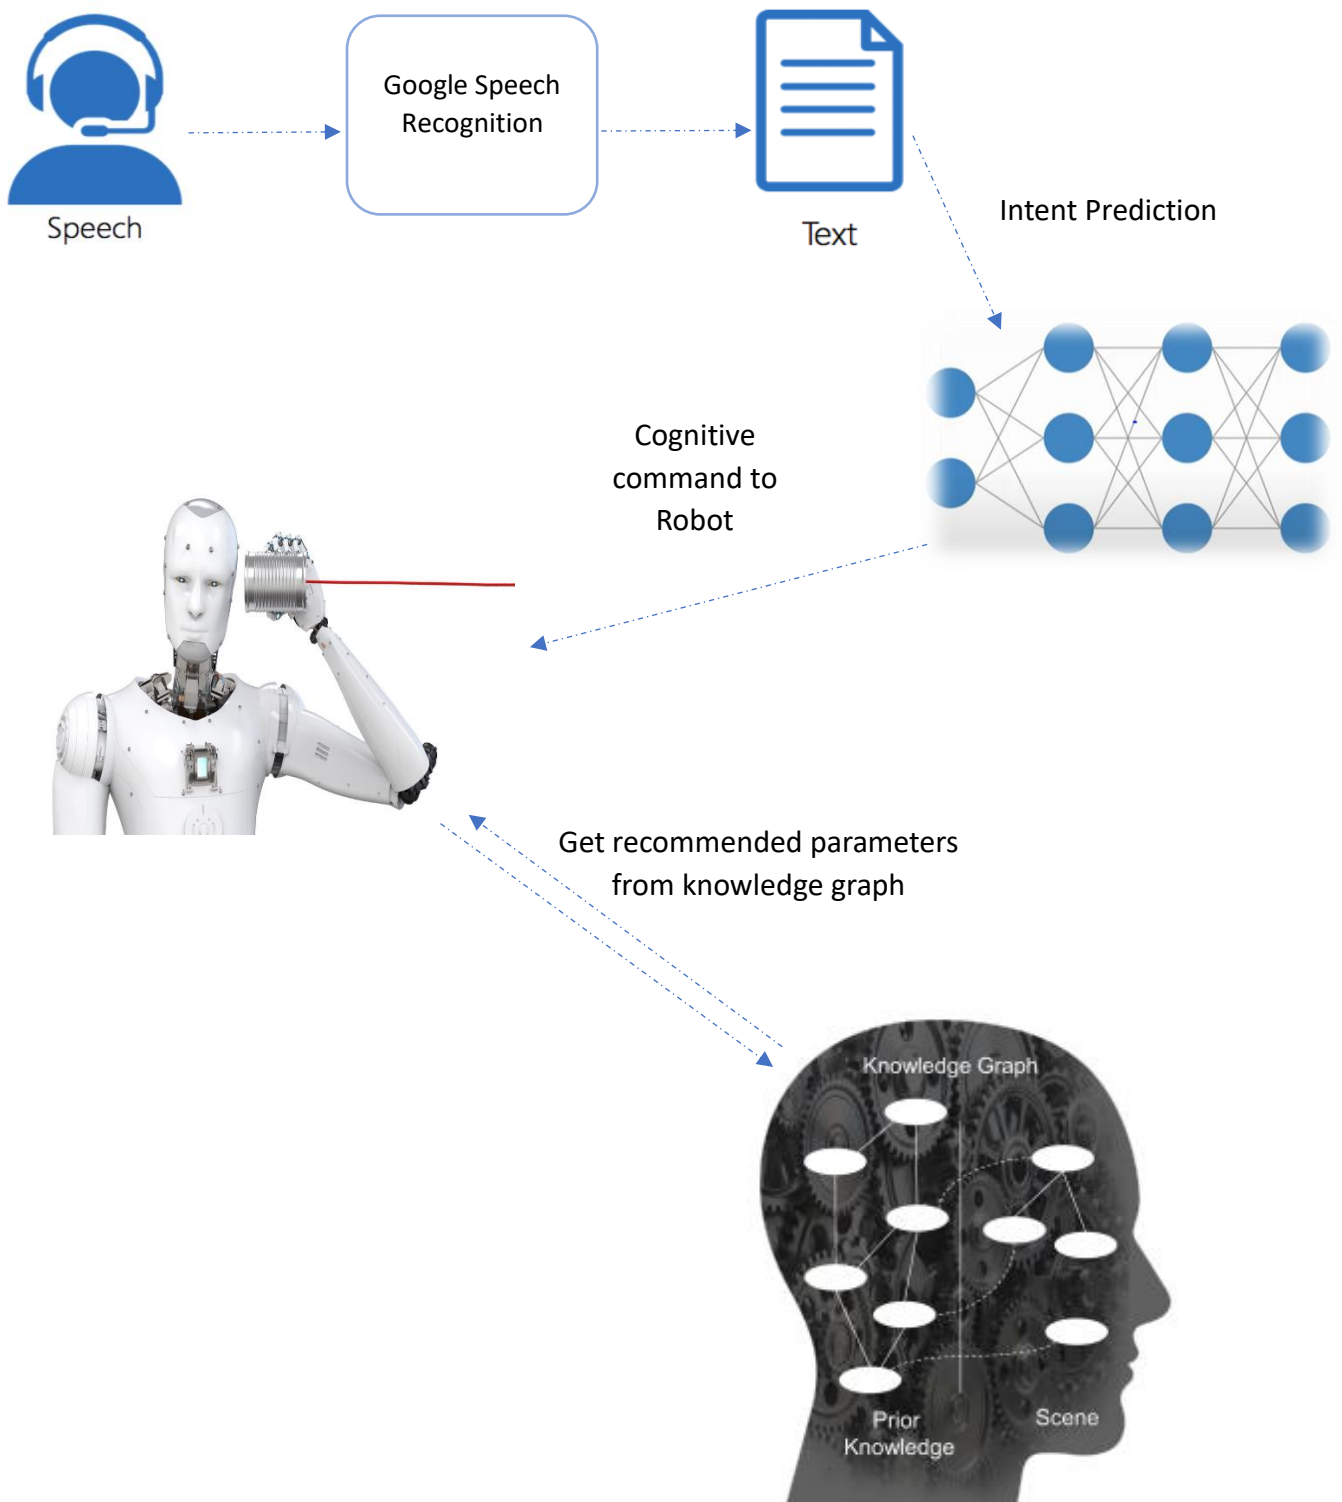 Google Speech
Recognition
Speech
Text
Intent Prediction
Cognitive
command to
Robot
Get recommended parameters
from knowledge graph
Knowledge Graph
Prior
Knowledge
Scene